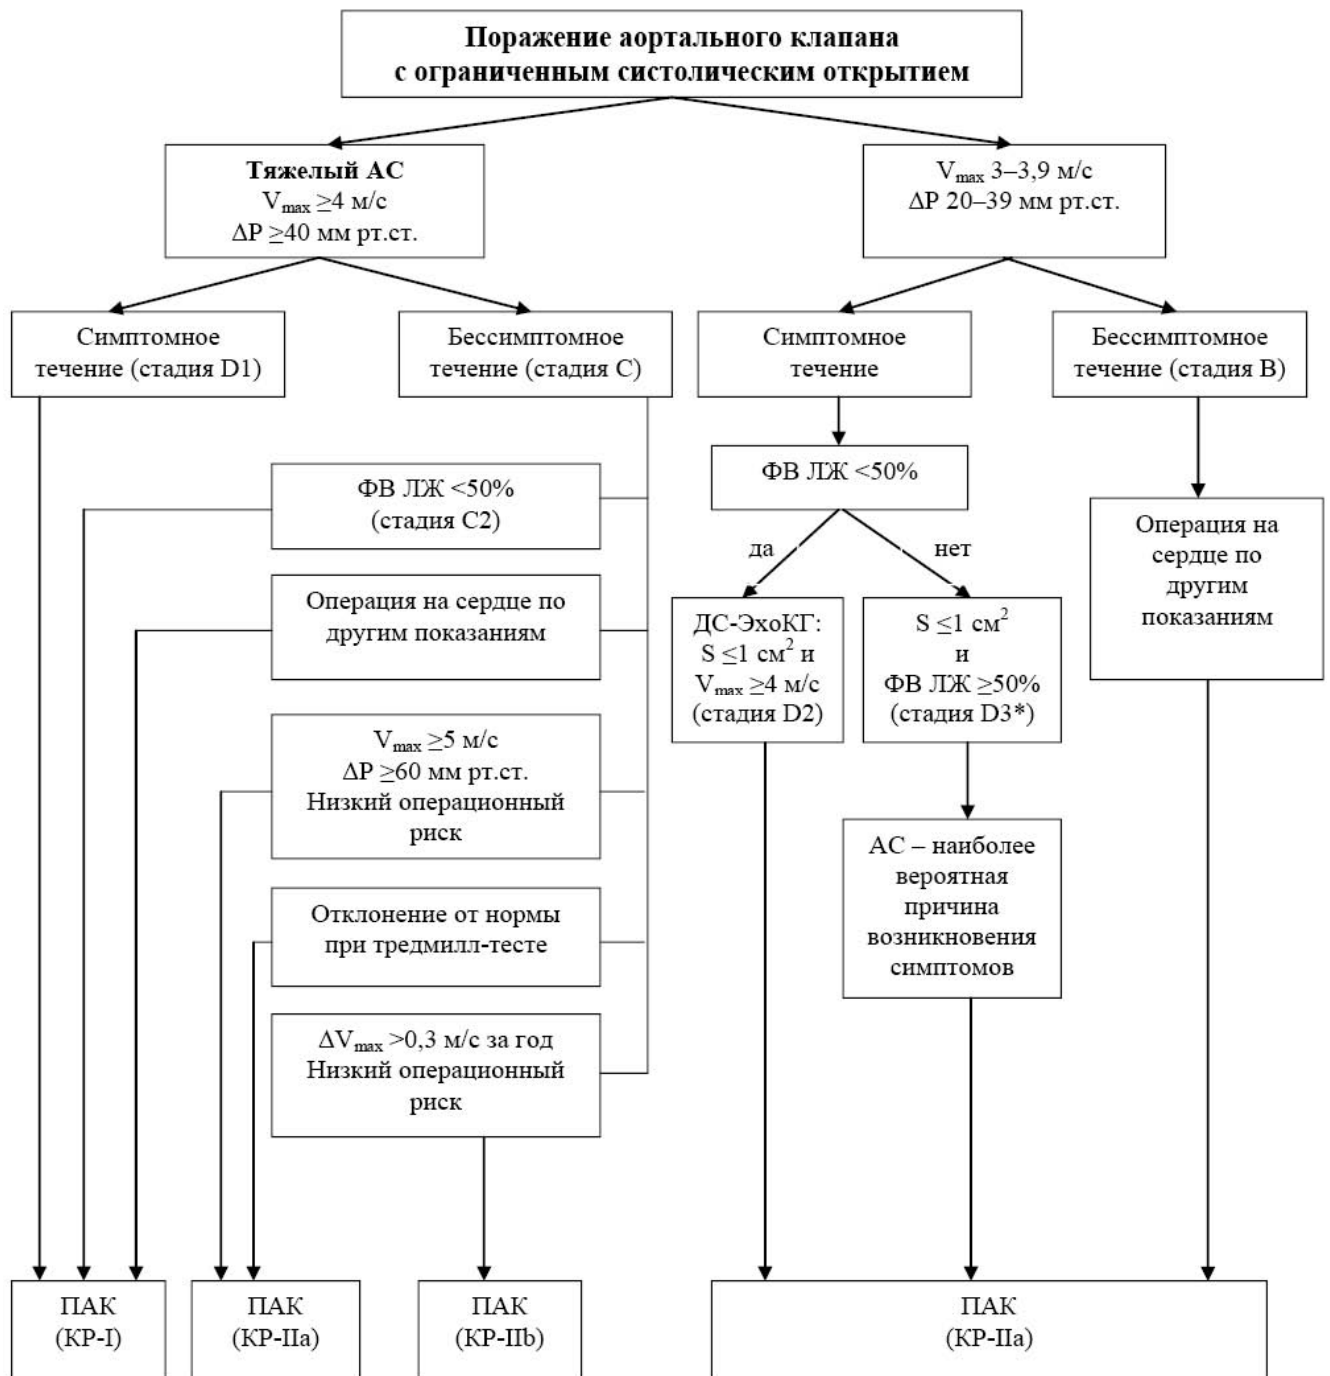 Поражение аортального клапана
с ограниченным систолическим открытием
Тяжелый АС
Vmax ≥4 м/с
ΔP ≥40 мм рт.ст.
Vmax 3–3,9 м/с
ΔP 20–39 мм рт.ст.
Симптомное
течение (стадия D1)
Бессимптомное
течение (стадия C)
Симптомное
течение
Бессимптомное
течение (стадия B)
ФВ ЛЖ <50%
(стадия C2)
Операция на сердце по
другим показаниям
Vmax ≥5 м/с
ΔP ≥60 мм рт.ст.
Низкий операционный
риск
Отклонение от нормы
при тредмилл-тесте
ΔVmax >0,3 м/с за год
Низкий операционный
риск
ФВ ЛЖ <50%
да
нет
ДС-ЭхоКГ:
S ≤1 см² и
Vmax ≥4 м/с
(стадия D2)
S ≤1 см²
и
ФВ ЛЖ ≥50%
(стадия D3*)
АС – наиболее
вероятная
причина
возникновения
симптомов
Операция на
сердце по
другим
показаниям
ПАК
(КР-I)
ПАК
(КР-IIa)
ПАК
(КР-IIb)
ПАК
(КР-IIa)